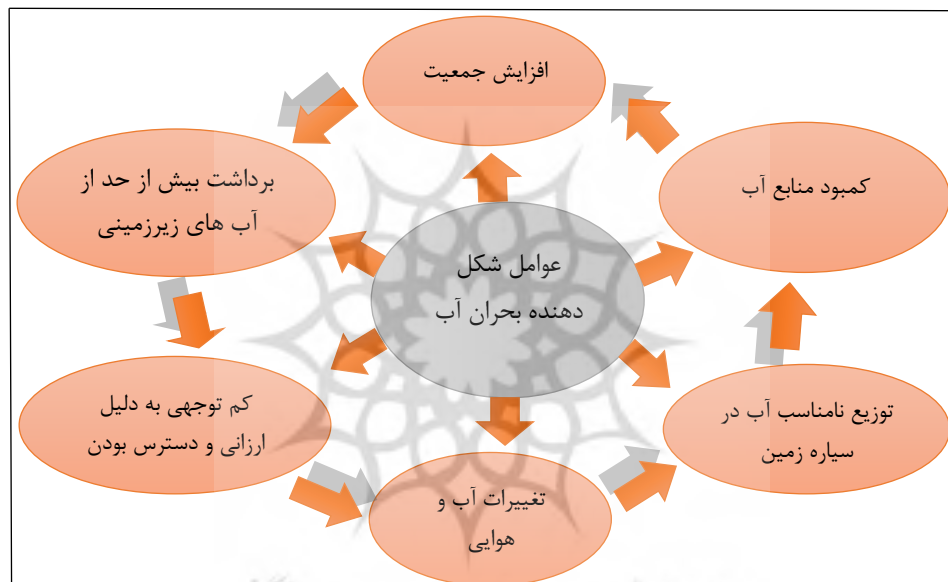 افزایش جمعیت
کمبود منابع آب
برداشت بیش از حد از
آب های زیرزمینی
عوامل شکل
دهنده بحران آب
کم توجهی به دلیل
ارزانی و دسترس بودن
توزیع نامناسب آب در
سیاره زمین
تغییرات آب و
هوایی